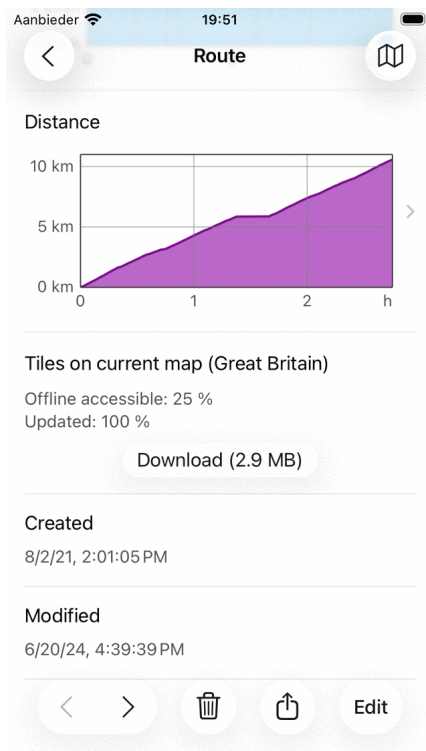 Aanbieder 19:51
Route
Distance
10 km
5 km
0 km
0 1 2 h
Tiles on current map (Great Britain)
Offline accessible: 25 %
Updated: 100 %
Download (2.9 MB)
Created
8/2/21, 2:01:05 PM
Modified
6/20/24, 4:39:39 PM
Edit